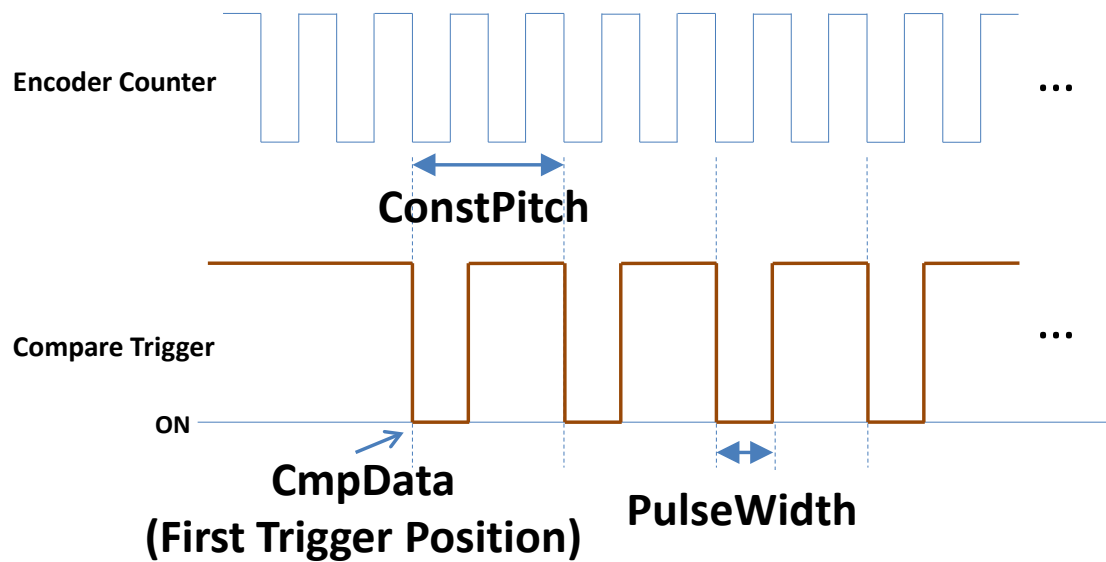 Encoder Counter
...
ConstPitch
Compare Trigger
...
ON
CmpData
(First Trigger Position)
PulseWidth